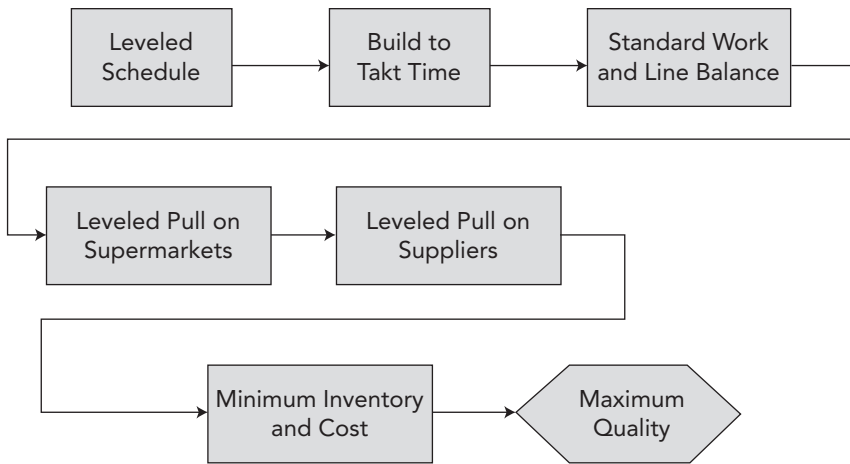 Leveled
Schedule
Build to
Takt Time
Standard Work
and Line Balance
Leveled Pull on
Supermarkets
Leveled Pull on
Suppliers
Minimum Inventory
and Cost
Maximum
Quality